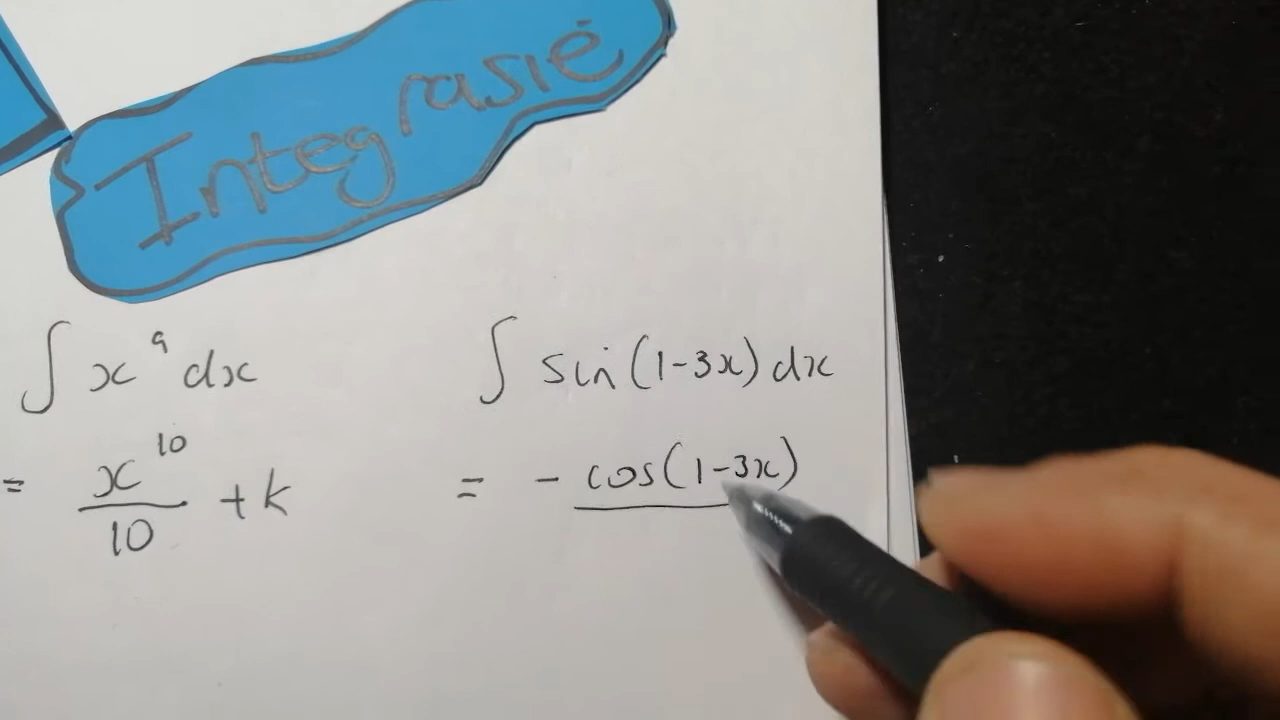 Integrasie
∫ x⁹ dx
= x¹⁰/10 + k
∫ sin(1-3x) dx
= - cos(1-3x)